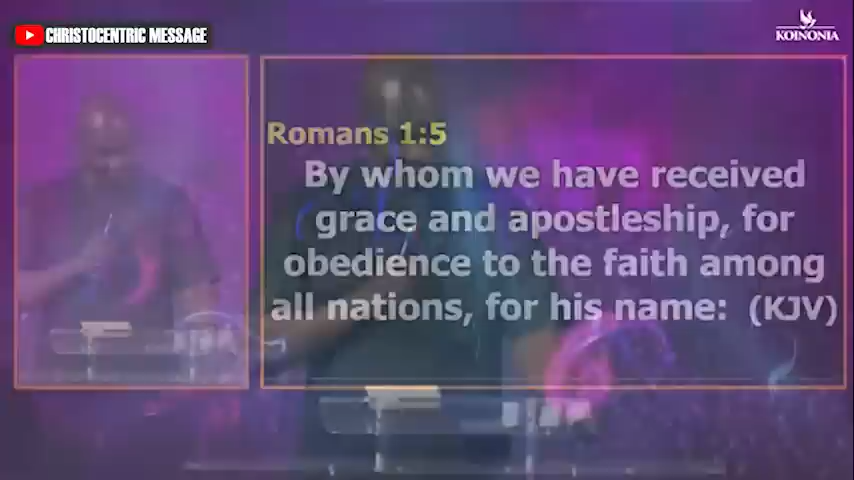 CHRISTOCENTRIC MESSAGE
KOINONIA
Romans 1:5
By whom we have received
grace and apostleship, for
obedience to the faith among
all nations, for his name: (KJV)